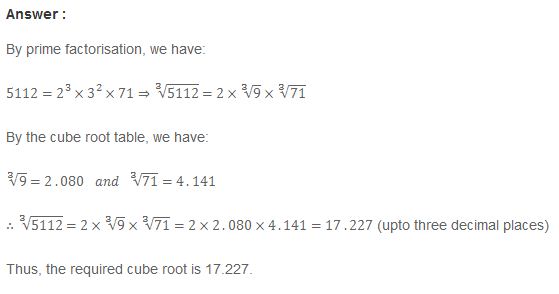 Answer :
By prime factorisation, we have:
5112 = 2³ × 3² × 71 ⇒ ∛5112 = 2 × ∛9 × ∛71
By the cube root table, we have:
∛9 = 2.080 and ∛71 = 4.141
∴ ∛5112 = 2 × ∛9 × ∛71 = 2 × 2.080 × 4.141 = 17.227 (upto three decimal places)
Thus, the required cube root is 17.227.